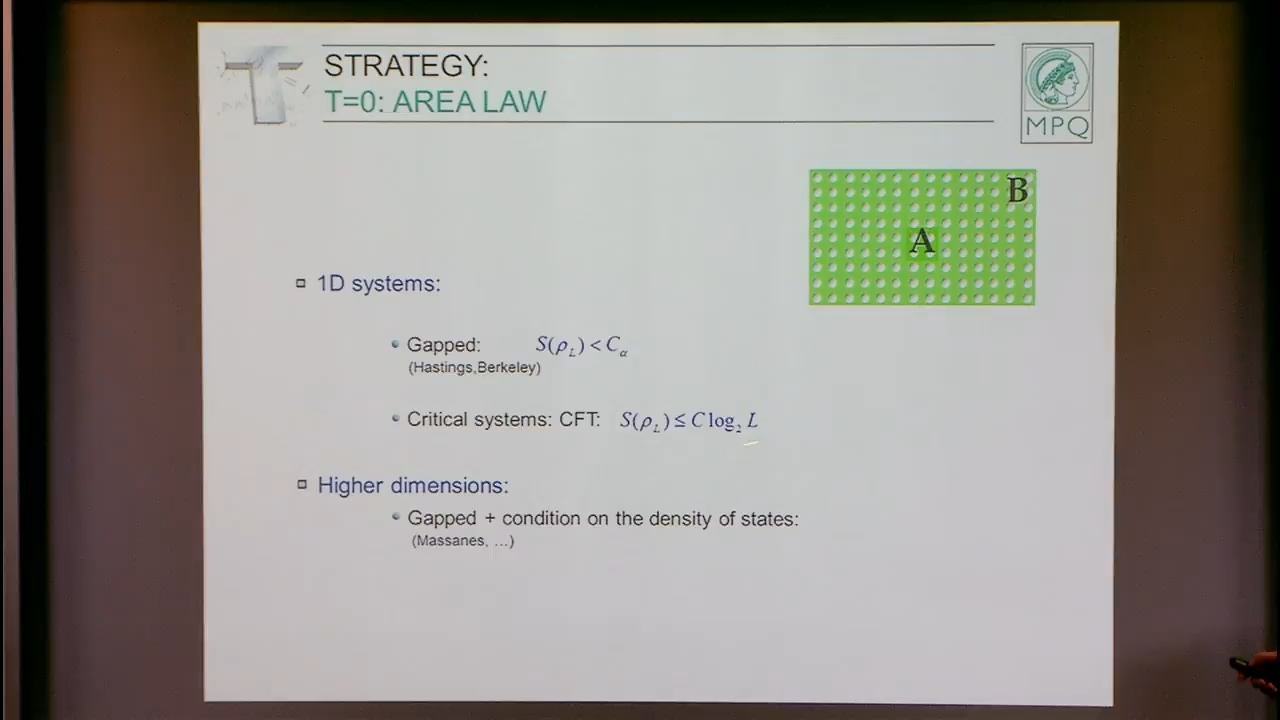 STRATEGY:
T=0: AREA LAW
MPQ
B
A
1D systems:
Gapped: S(ρ_L) < C_α
(Hastings,Berkeley)
Critical systems: CFT: S(ρ_L) ≤ C log₂ L
Higher dimensions:
Gapped + condition on the density of states:
(Massanes, ...)